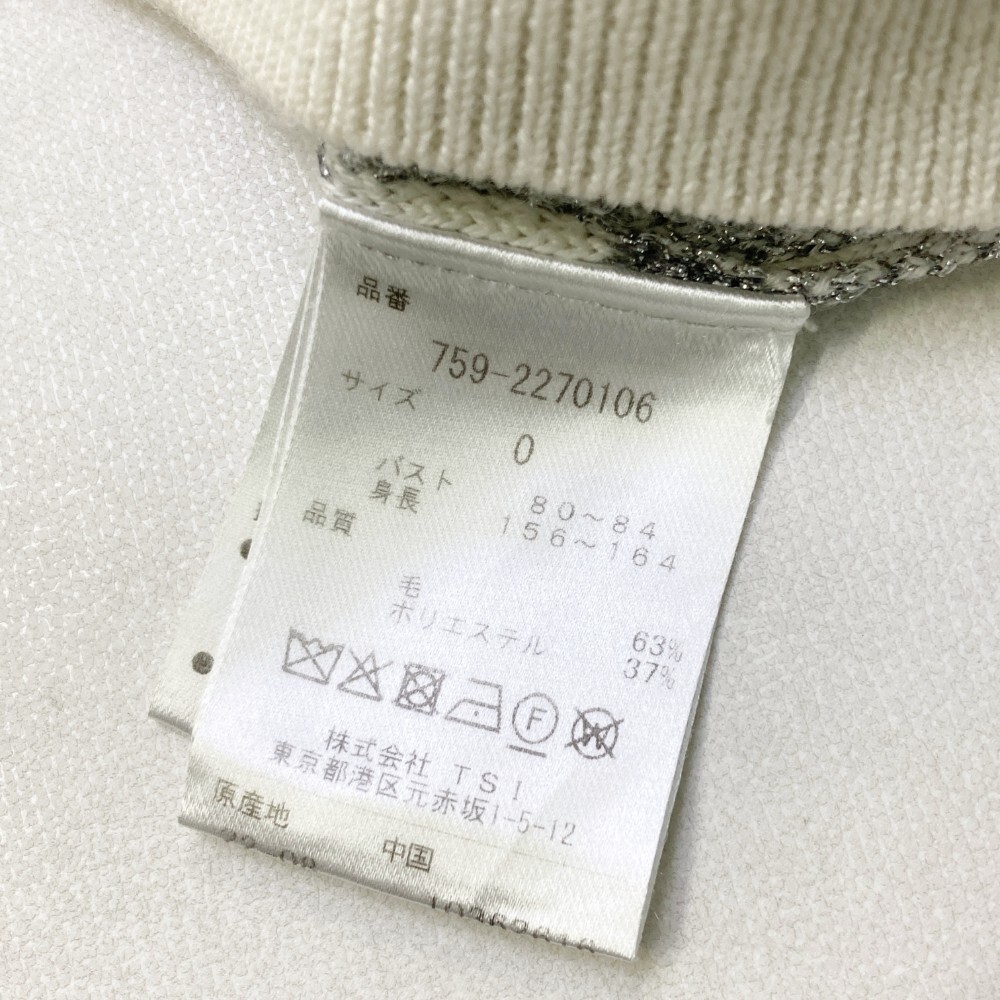 品番
759-2270106
サイズ
0
バスト 80～84
身長 156～164
品質
毛 63%
ポリエステル 37%
F
W
株式会社 TSI
東京都港区元赤坂1-5-12
原産地
中国